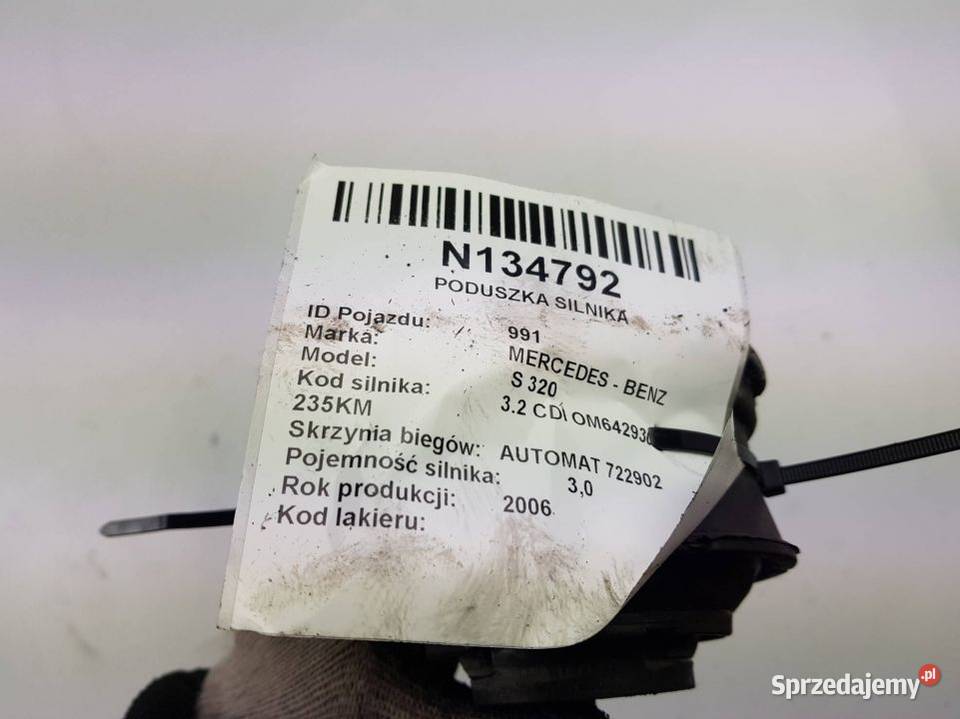 N134792
PODUSZKA SILNIKA
ID Pojazdu: 991
Marka: MERCEDES - BENZ
Model: S 320
Kod silnika: 3.2 CDI
235KM
Skrzynia biegów: AUTOMAT 722902
Pojemność silnika: 3,0
Rok produkcji: 2006
Kod lakieru:
Sprzedajemy.pl